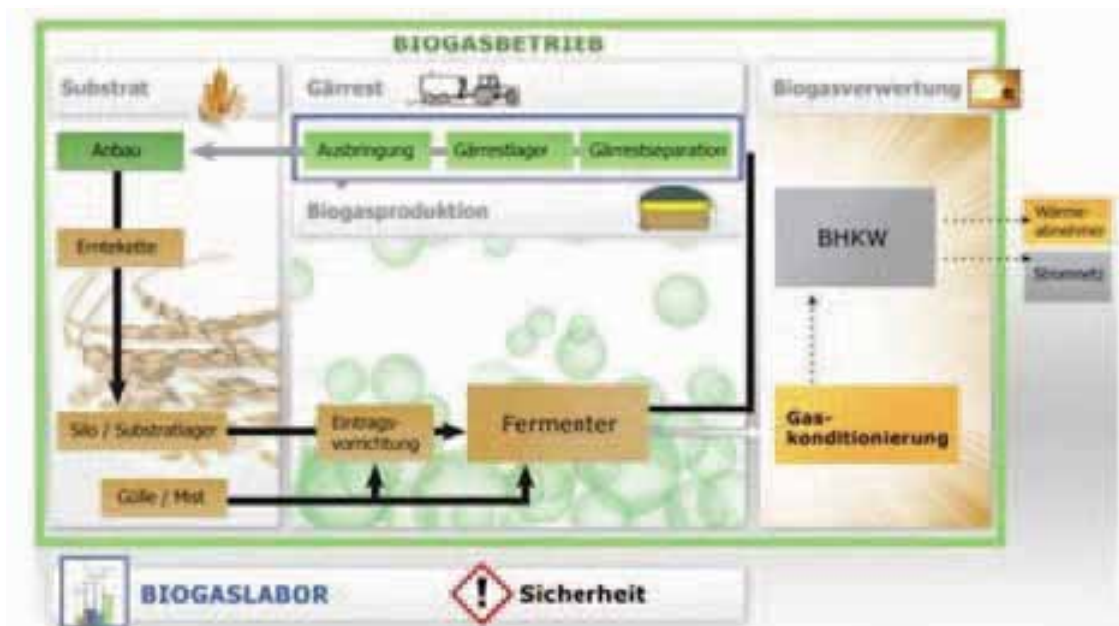 BIOGASBETRIEB
Substrat
Gärrest
Biogasverwertung
Anbau
Ausbringung
Gärrestlager
Gärrestseparation
Biogasproduktion
Erntekette
BHKW
Wärme-
abnehmer
Stromnetz
Silo / Substratlager
Eintrags-
vorrichtung
Fermenter
Gas-
konditionierung
Gülle / Mist
BIOGASLABOR
Sicherheit